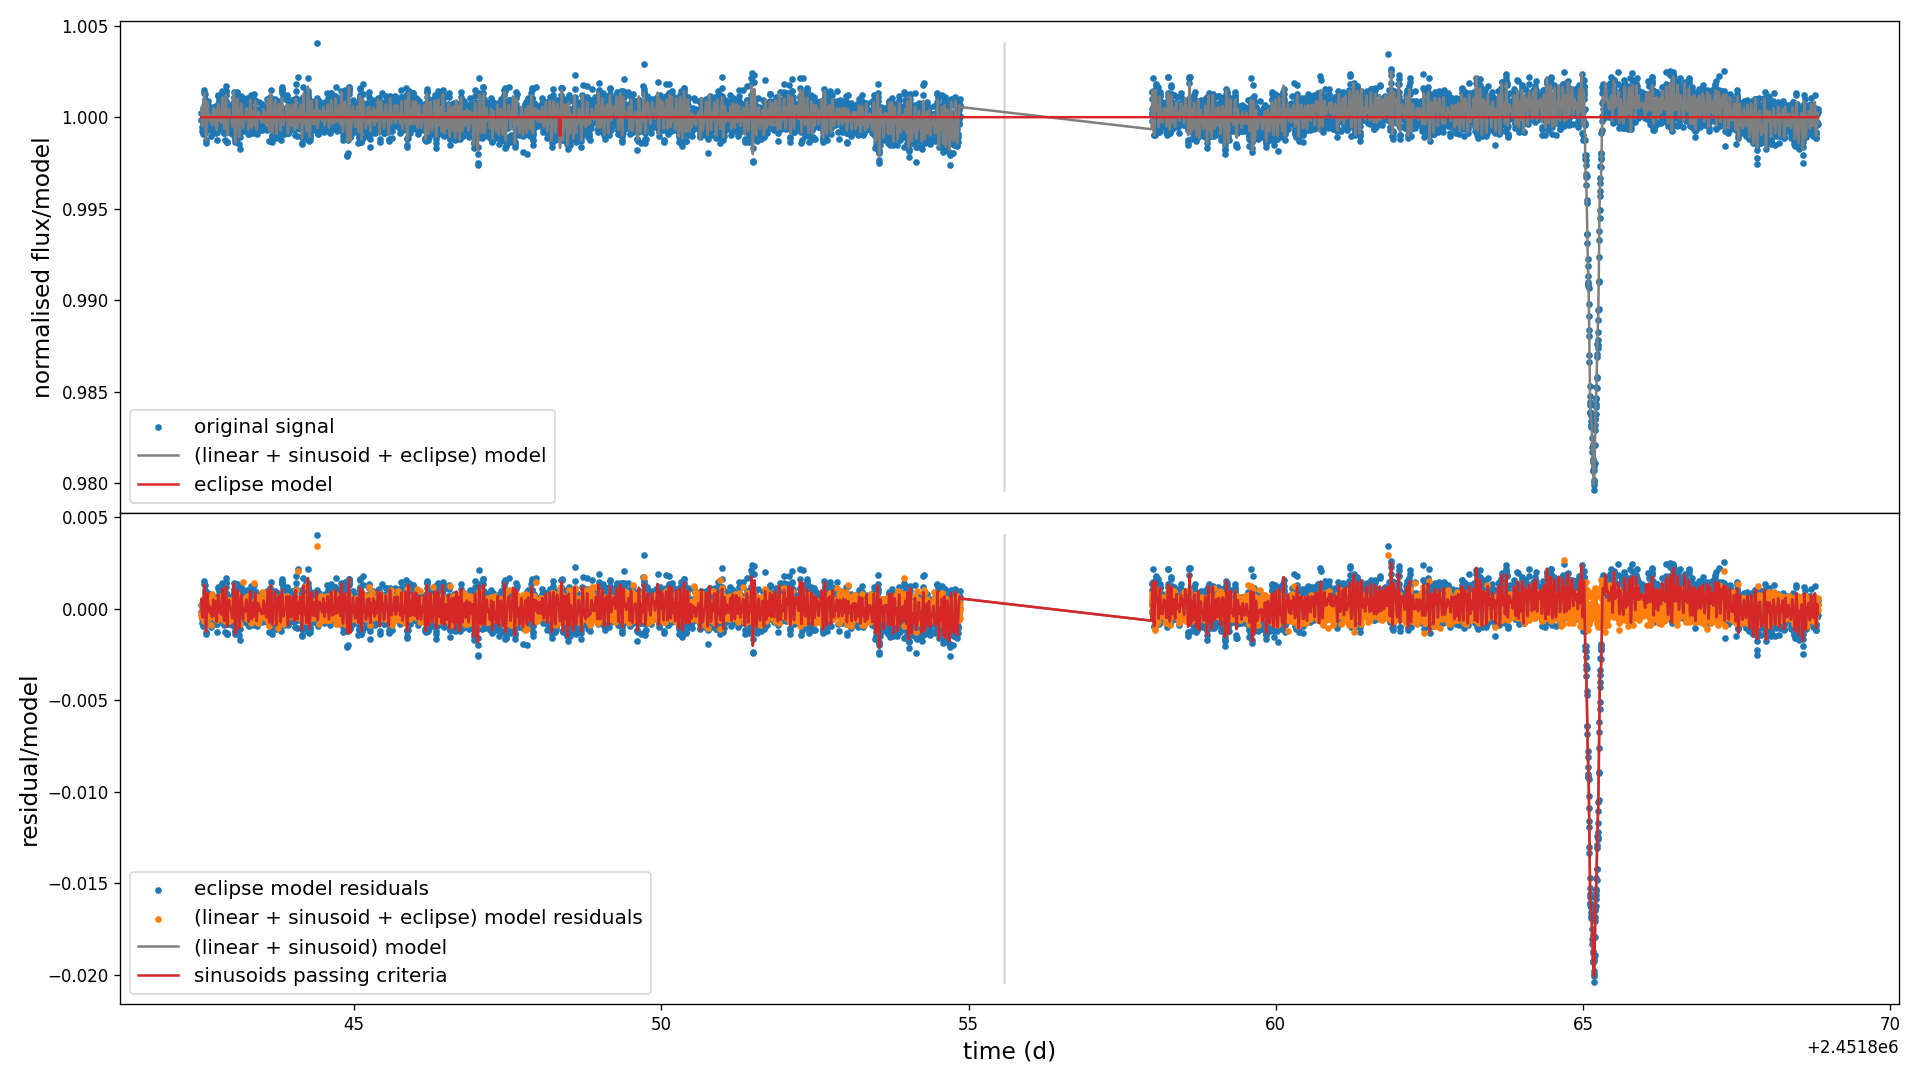 1.005
1.000
0.995
0.990
0.985
0.980
normalised flux/model
original signal
(linear + sinusoid + eclipse) model
eclipse model
0.005
0.000
−0.005
−0.010
−0.015
−0.020
residual/model
eclipse model residuals
(linear + sinusoid + eclipse) model residuals
(linear + sinusoid) model
sinusoids passing criteria
45 50 55 60 65 70
time (d)
+2.4518e6